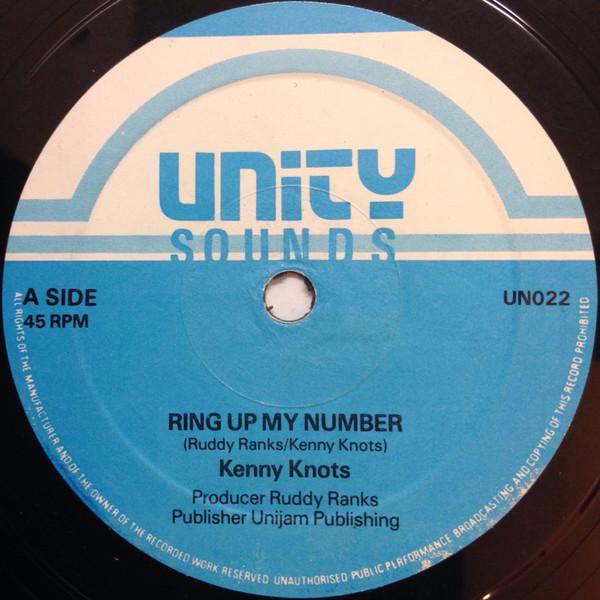 UNITY
SOUNDS
A SIDE
45 RPM
UN022
RING UP MY NUMBER
(Ruddy Ranks/Kenny Knots)
Kenny Knots
Producer Ruddy Ranks
Publisher Unijam Publishing
ALL RIGHTS OF THE MANUFACTURER AND OF THE OWNER OF THE RECORDED WORK RESERVED UNAUTHORISED PUBLIC PERFORMANCE BROADCASTING AND COPYING OF THIS RECORD PROHIBITED